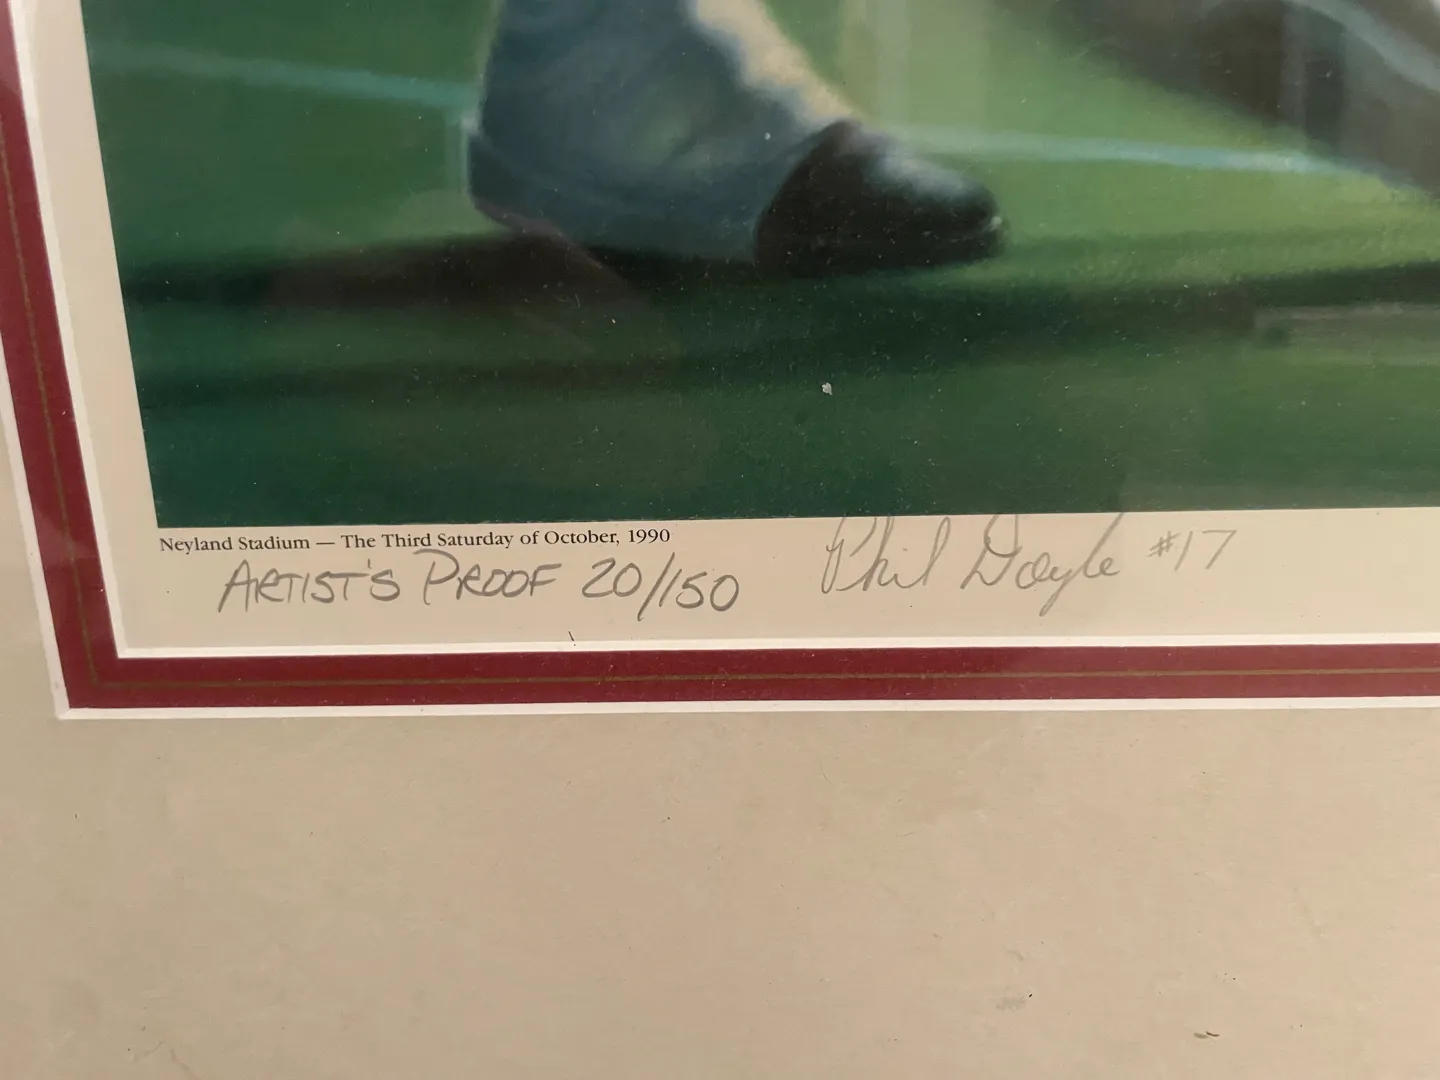 Neyland Stadium — The Third Saturday of October, 1990
ARTIST'S PROOF 20/150
Phil Doyle #17